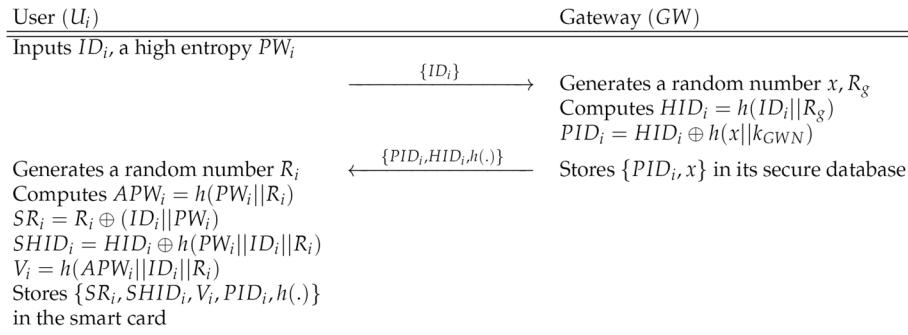 User (U_i)
Gateway (GW)
Inputs ID_i, a high entropy PW_i
{ID_i}
Generates a random number x, R_g
Computes HID_i = h(ID_i||R_g)
PID_i = HID_i ⊕ h(x||k_GWN)
{PID_i,HID_i,h(.)}
Stores {PID_i, x} in its secure database
Generates a random number R_i
Computes APW_i = h(PW_i||R_i)
SR_i = R_i ⊕ (ID_i||PW_i)
SHID_i = HID_i ⊕ h(PW_i||ID_i||R_i)
V_i = h(APW_i||ID_i||R_i)
Stores {SR_i, SHID_i, V_i, PID_i, h(.)}
in the smart card